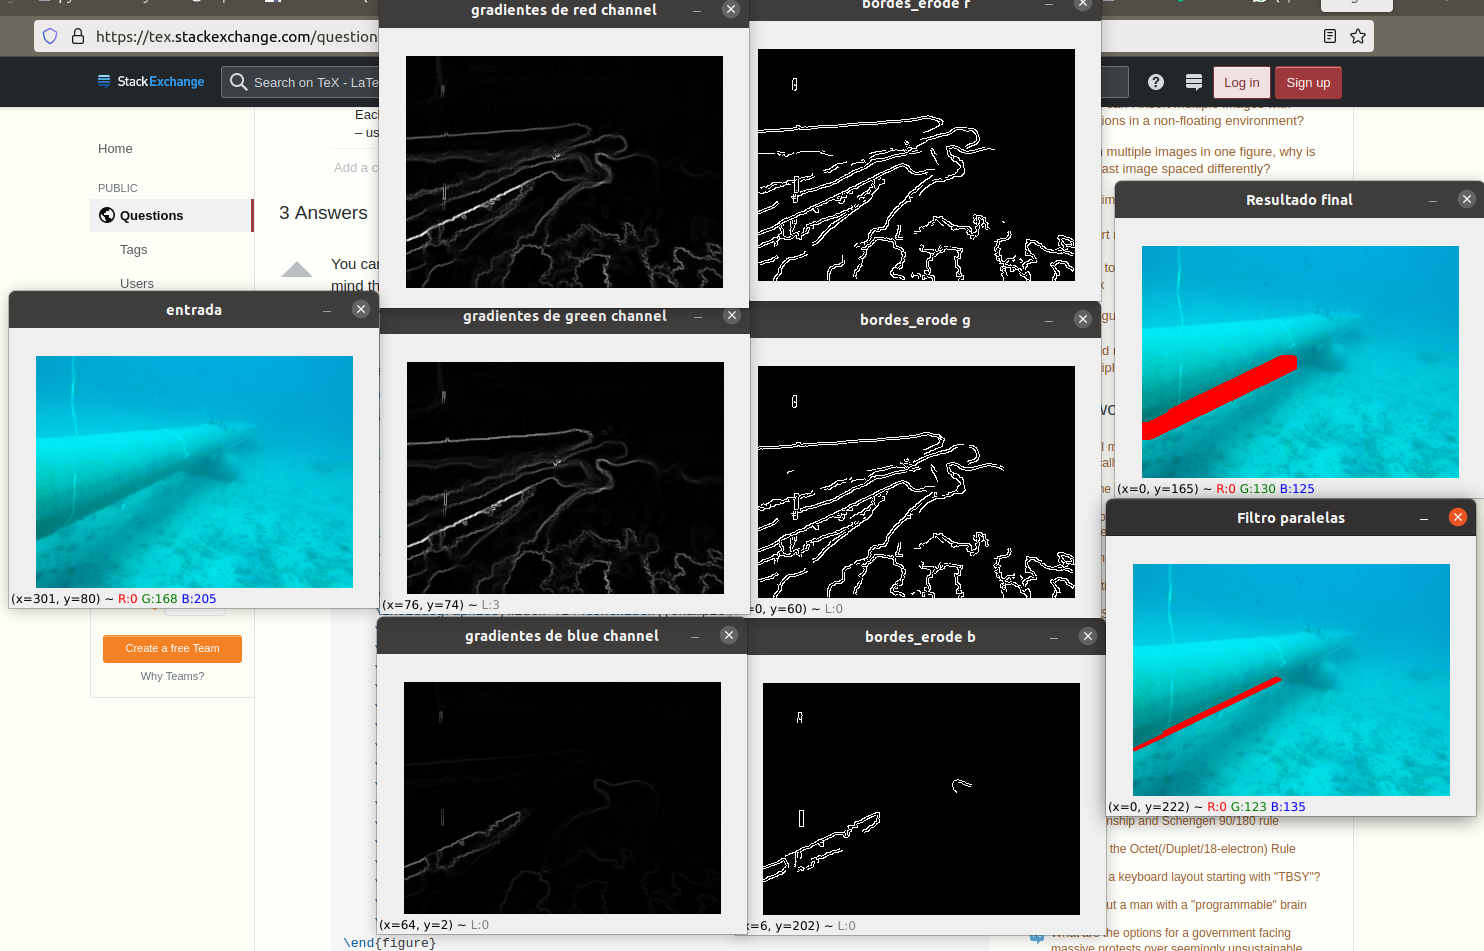 gradientes de red channel
bordes_erode r
https://tex.stackexchange.com/question
StackExchange
Search on TeX - LaTe
Log in
Sign up
Home
PUBLIC
Questions
Tags
Users
Each
– us
Add a c
3 Answers
You can
mind th
ions in a non-floating environment?
multiple images in one figure, why is
ast image spaced differently?
Resultado final
(x=0, y=165) ~ R:0 G:130 B:125
entrada
(x=301, y=80) ~ R:0 G:168 B:205
gradientes de green channel
(x=76, y=74) ~ L:3
bordes_erode g
=0, y=60) ~ L:0
Filtro paralelas
(x=0, y=222) ~ R:0 G:123 B:135
gradientes de blue channel
(x=64, y=2) ~ L:0
bordes_erode b
=6, y=202) ~ L:0
Create a free Team
Why Teams?
nship and Schengen 90/180 rule
the Octet(/Duplet/18-electron) Rule
a keyboard layout starting with "TBSY"?
ut a man with a "programmable" brain
What are the options for a government facing
massive protests over seemingly unsustainable
\end{figure}